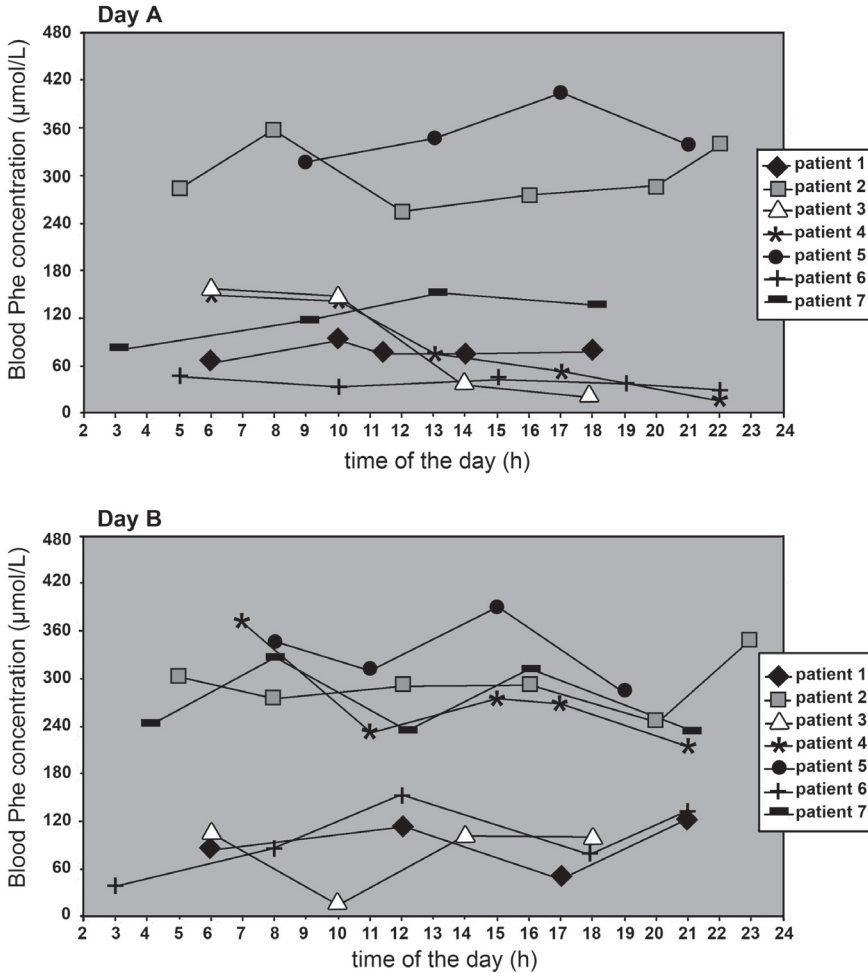 Day A
Blood Phe concentration (µmol/L)
480
420
360
300
240
180
120
60
0
2 3 4 5 6 7 8 9 10 11 12 13 14 15 16 17 18 19 20 21 22 23 24
time of the day (h)
patient 1
patient 2
patient 3
patient 4
patient 5
patient 6
patient 7
Day B
Blood Phe concentration (µmol/L)
480
420
360
300
240
180
120
60
0
2 3 4 5 6 7 8 9 10 11 12 13 14 15 16 17 18 19 20 21 22 23 24
time of the day (h)
patient 1
patient 2
patient 3
patient 4
patient 5
patient 6
patient 7